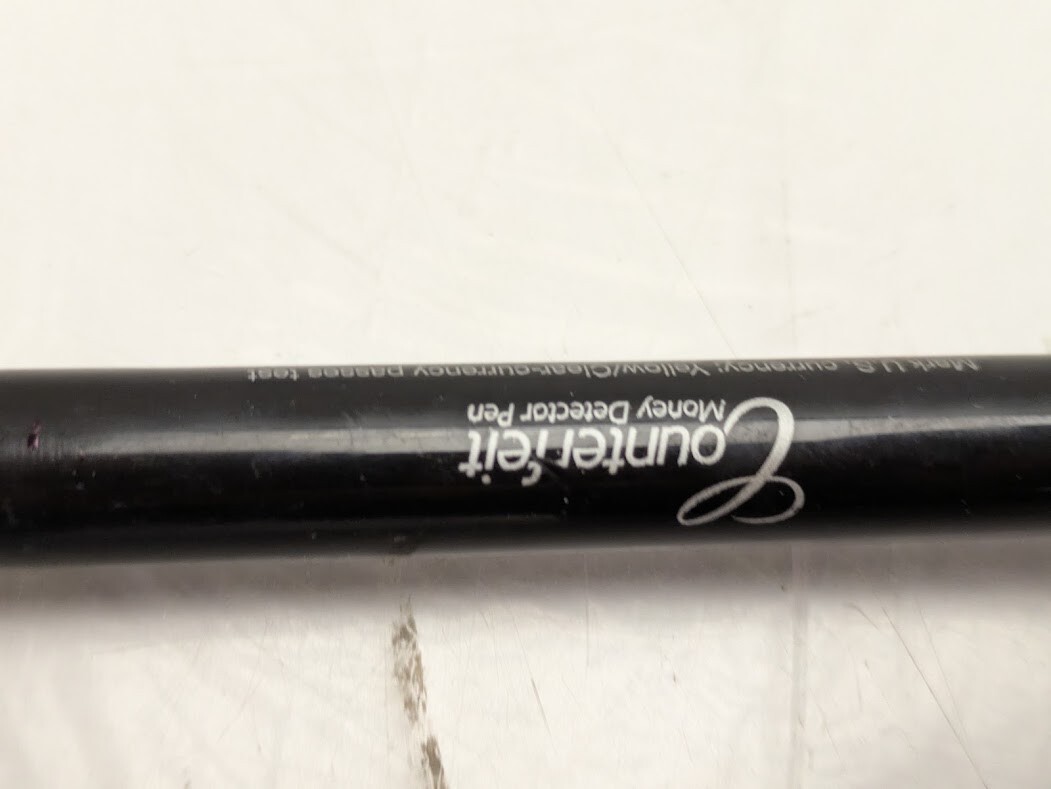 Counterfeit
Money Detector Pen
Mark U.S. currency: Yellow/Clear-currency passes test